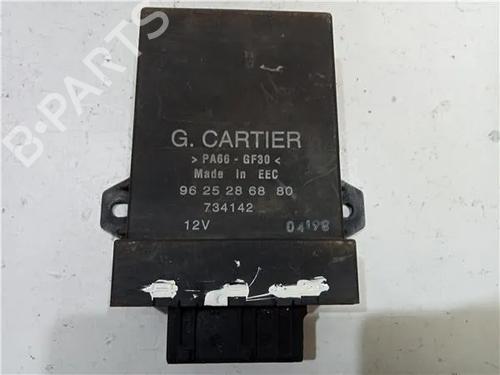 B-PARTS
G. CARTIER
> PA66 - GF30 <
Made In EEC
96 25 28 68 80
734142
12V 04198